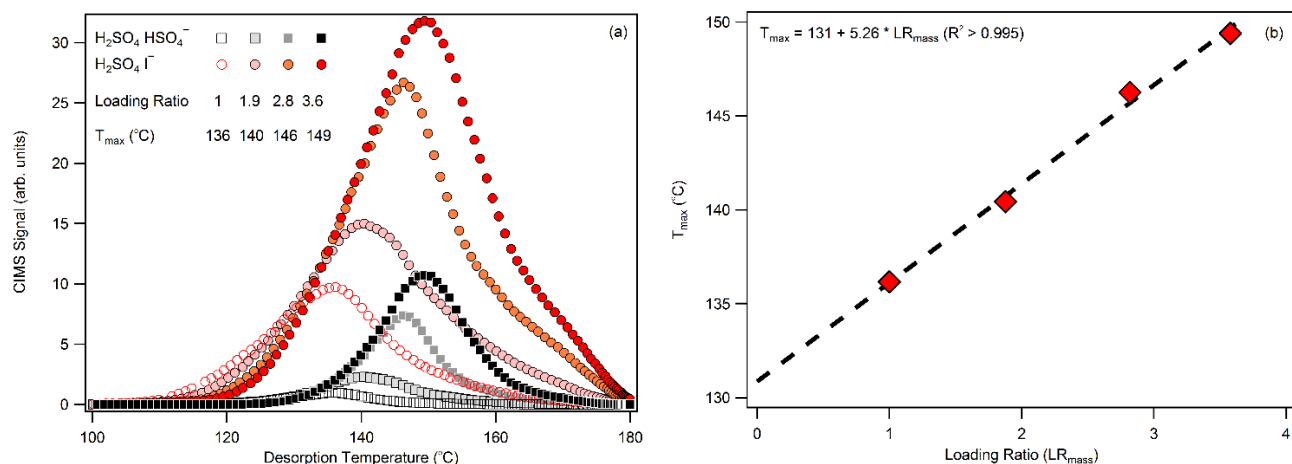 (a)
H₂SO₄ HSO₄⁻
H₂SO₄ I⁻
Loading Ratio 1 1.9 2.8 3.6
Tmax (°C) 136 140 146 149
30
25
20
15
10
5
0
CIMS Signal (arb. units)
100 120 140 160 180
Desorption Temperature (°C)
Tmax = 131 + 5.26 * LRmass (R² > 0.995) (b)
150
145
140
135
130
Tmax (°C)
0 1 2 3 4
Loading Ratio (LRmass)